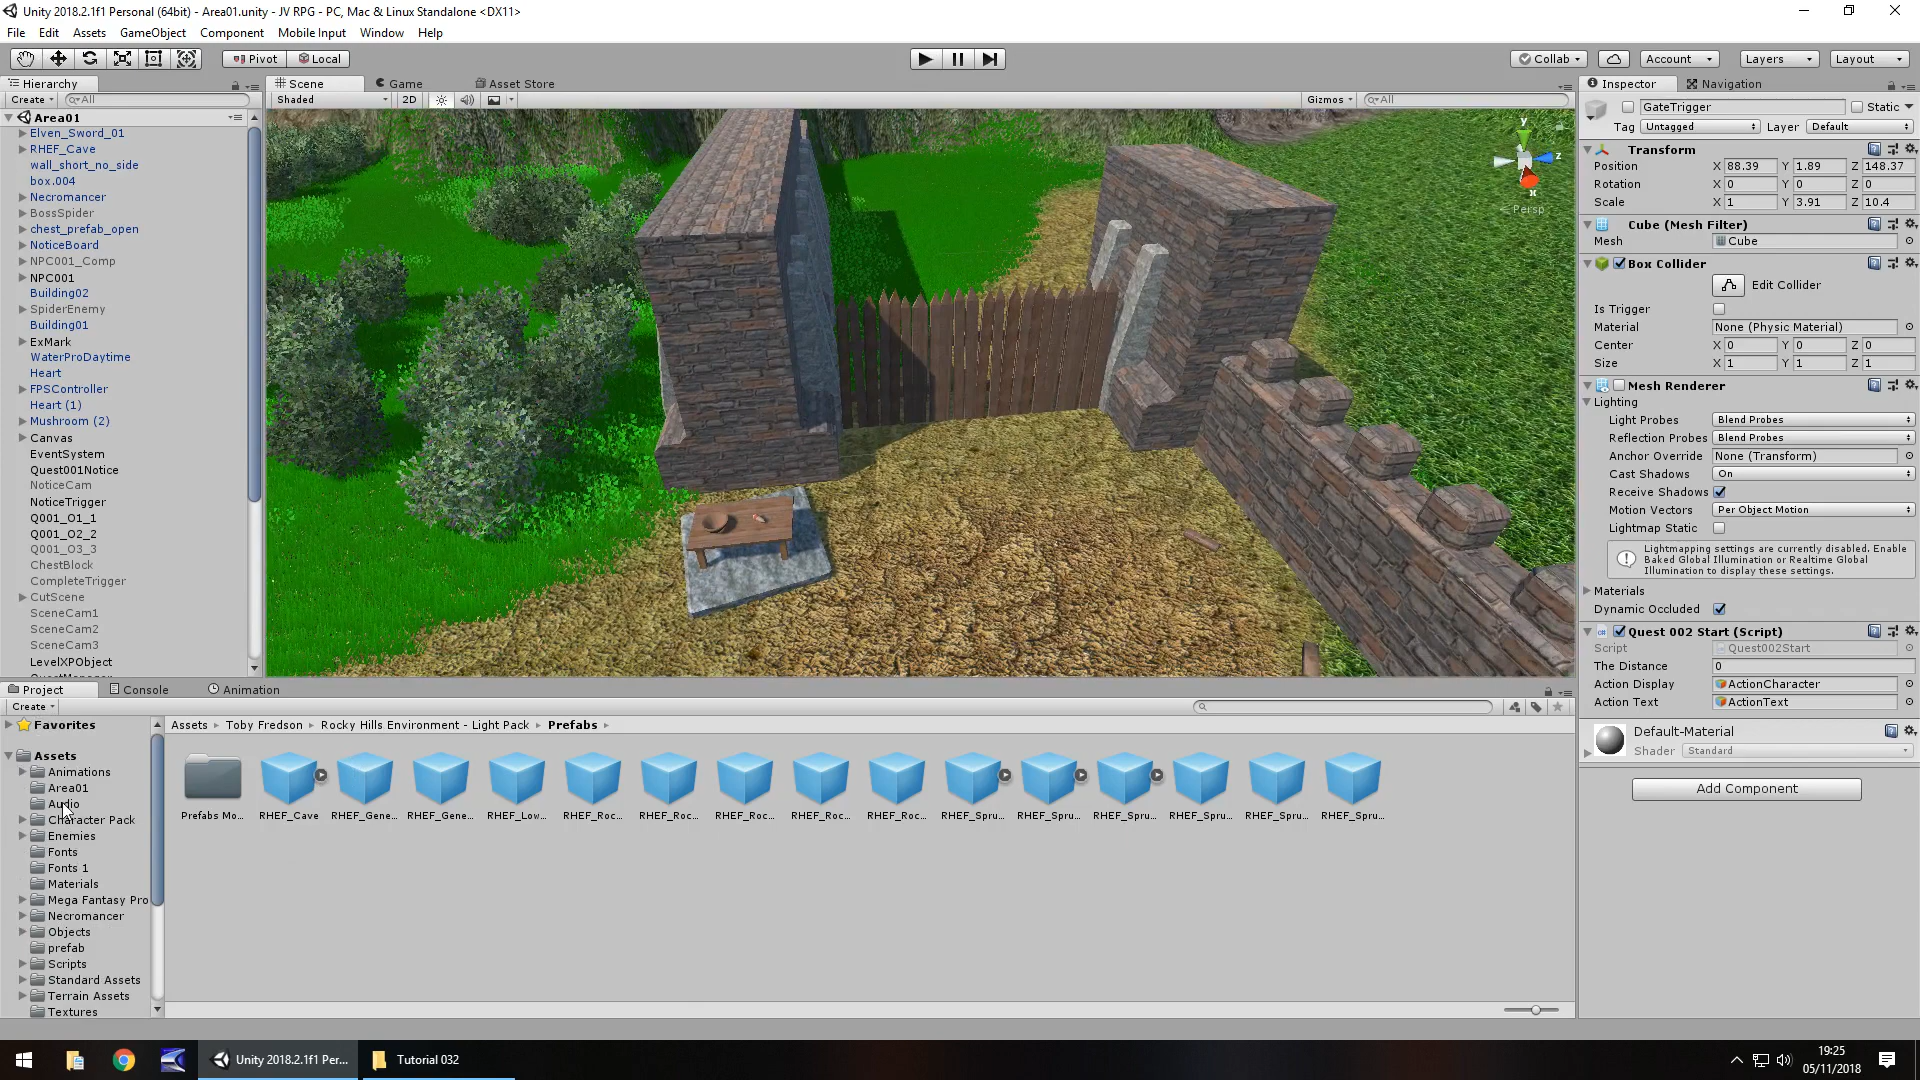 Unity 2018.2.1f1 Personal (64bit) - Area01.unity - JV RPG - PC, Mac & Linux Standalone <DX11>
File Edit Assets GameObject Component Mobile Input Window Help
Pivot Local Collab Account Layers Layout
Hierarchy
Create All
Area01
Elven_Sword_01
RHEF_Cave
wall_short_no_side
box.004
Necromancer
BossSpider
chest_prefab_open
NoticeBoard
NPC001_Comp
NPC001
Building02
SpiderEnemy
Building01
ExMark
WaterProDaytime
Heart
FPSController
Heart (1)
Mushroom (2)
Canvas
EventSystem
Quest001Notice
NoticeCam
NoticeTrigger
Q001_O1_1
Q001_O2_2
Q001_O3_3
ChestBlock
CompleteTrigger
CutScene
SceneCam1
SceneCam2
SceneCam3
LevelXPObject
Scene Game Asset Store
Shaded 2D Gizmos All
y
z
x
Persp
Inspector Navigation
GateTrigger Static
Tag Untagged Layer Default
Transform
Position X 88.39 Y 1.89 Z 148.37
Rotation X 0 Y 0 Z 0
Scale X 1 Y 3.91 Z 10.4
Cube (Mesh Filter)
Mesh Cube
Box Collider
Edit Collider
Is Trigger
Material None (Physic Material)
Center X 0 Y 0 Z 0
Size X 1 Y 1 Z 1
Mesh Renderer
Lighting
Light Probes Blend Probes
Reflection Probes Blend Probes
Anchor Override None (Transform)
Cast Shadows On
Receive Shadows
Motion Vectors Per Object Motion
Lightmap Static
Lightmapping settings are currently disabled. Enable
Baked Global Illumination or Realtime Global
Illumination to display these settings.
Materials
Dynamic Occluded
Quest 002 Start (Script)
Script Quest002Start
The Distance 0
Action Display ActionCharacter
Action Text ActionText
Default-Material
Shader Standard
Add Component
Project Console Animation
Create
Favorites
Assets
Animations
Area01
Audio
Character Pack
Enemies
Fonts
Fonts 1
Materials
Mega Fantasy Pro
Necromancer
Objects
prefab
Scripts
Standard Assets
Terrain Assets
Textures
Assets Toby Fredson Rocky Hills Environment - Light Pack Prefabs
Prefabs Mo... RHEF_Cave RHEF_Gene... RHEF_Gene... RHEF_Low... RHEF_Roc... RHEF_Roc... RHEF_Roc... RHEF_Roc... RHEF_Roc... RHEF_Spru... RHEF_Spru... RHEF_Spru... RHEF_Spru... RHEF_Spru... RHEF_Spru...
Unity 2018.2.1f1 Per... Tutorial 032
19:25
05/11/2018